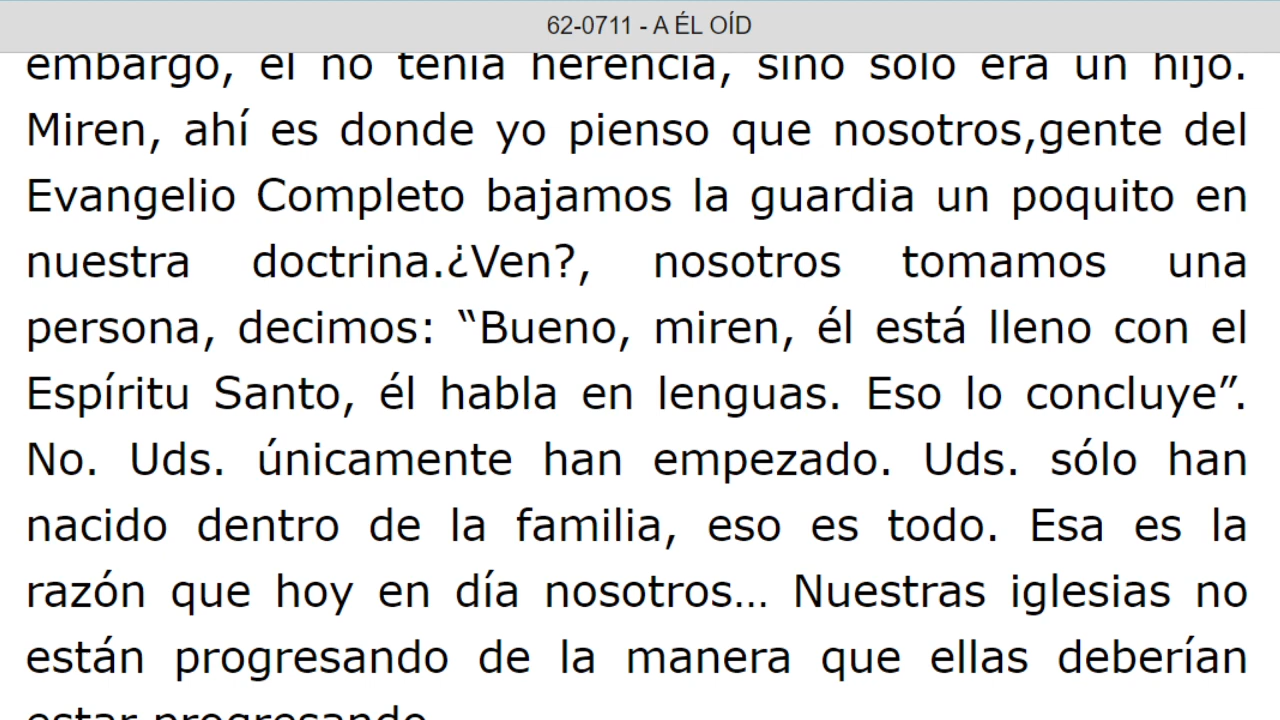 62-0711 - A ÉL OÍD
embargo, él no tenía herencia, sino sólo era un hijo.
Miren, ahí es donde yo pienso que nosotros,gente del
Evangelio Completo bajamos la guardia un poquito en
nuestra doctrina.¿Ven?, nosotros tomamos una
persona, decimos: “Bueno, miren, él está lleno con el
Espíritu Santo, él habla en lenguas. Eso lo concluye”.
No. Uds. únicamente han empezado. Uds. sólo han
nacido dentro de la familia, eso es todo. Esa es la
razón que hoy en día nosotros… Nuestras iglesias no
están progresando de la manera que ellas deberían
estar progresando.